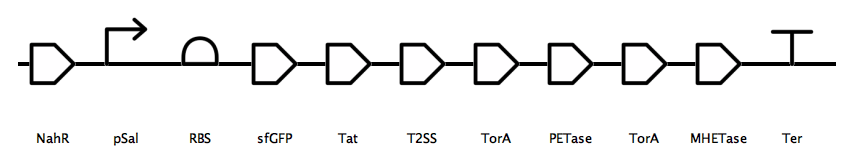 NahR pSal RBS sfGFP Tat T2SS TorA PETase TorA MHETase Ter